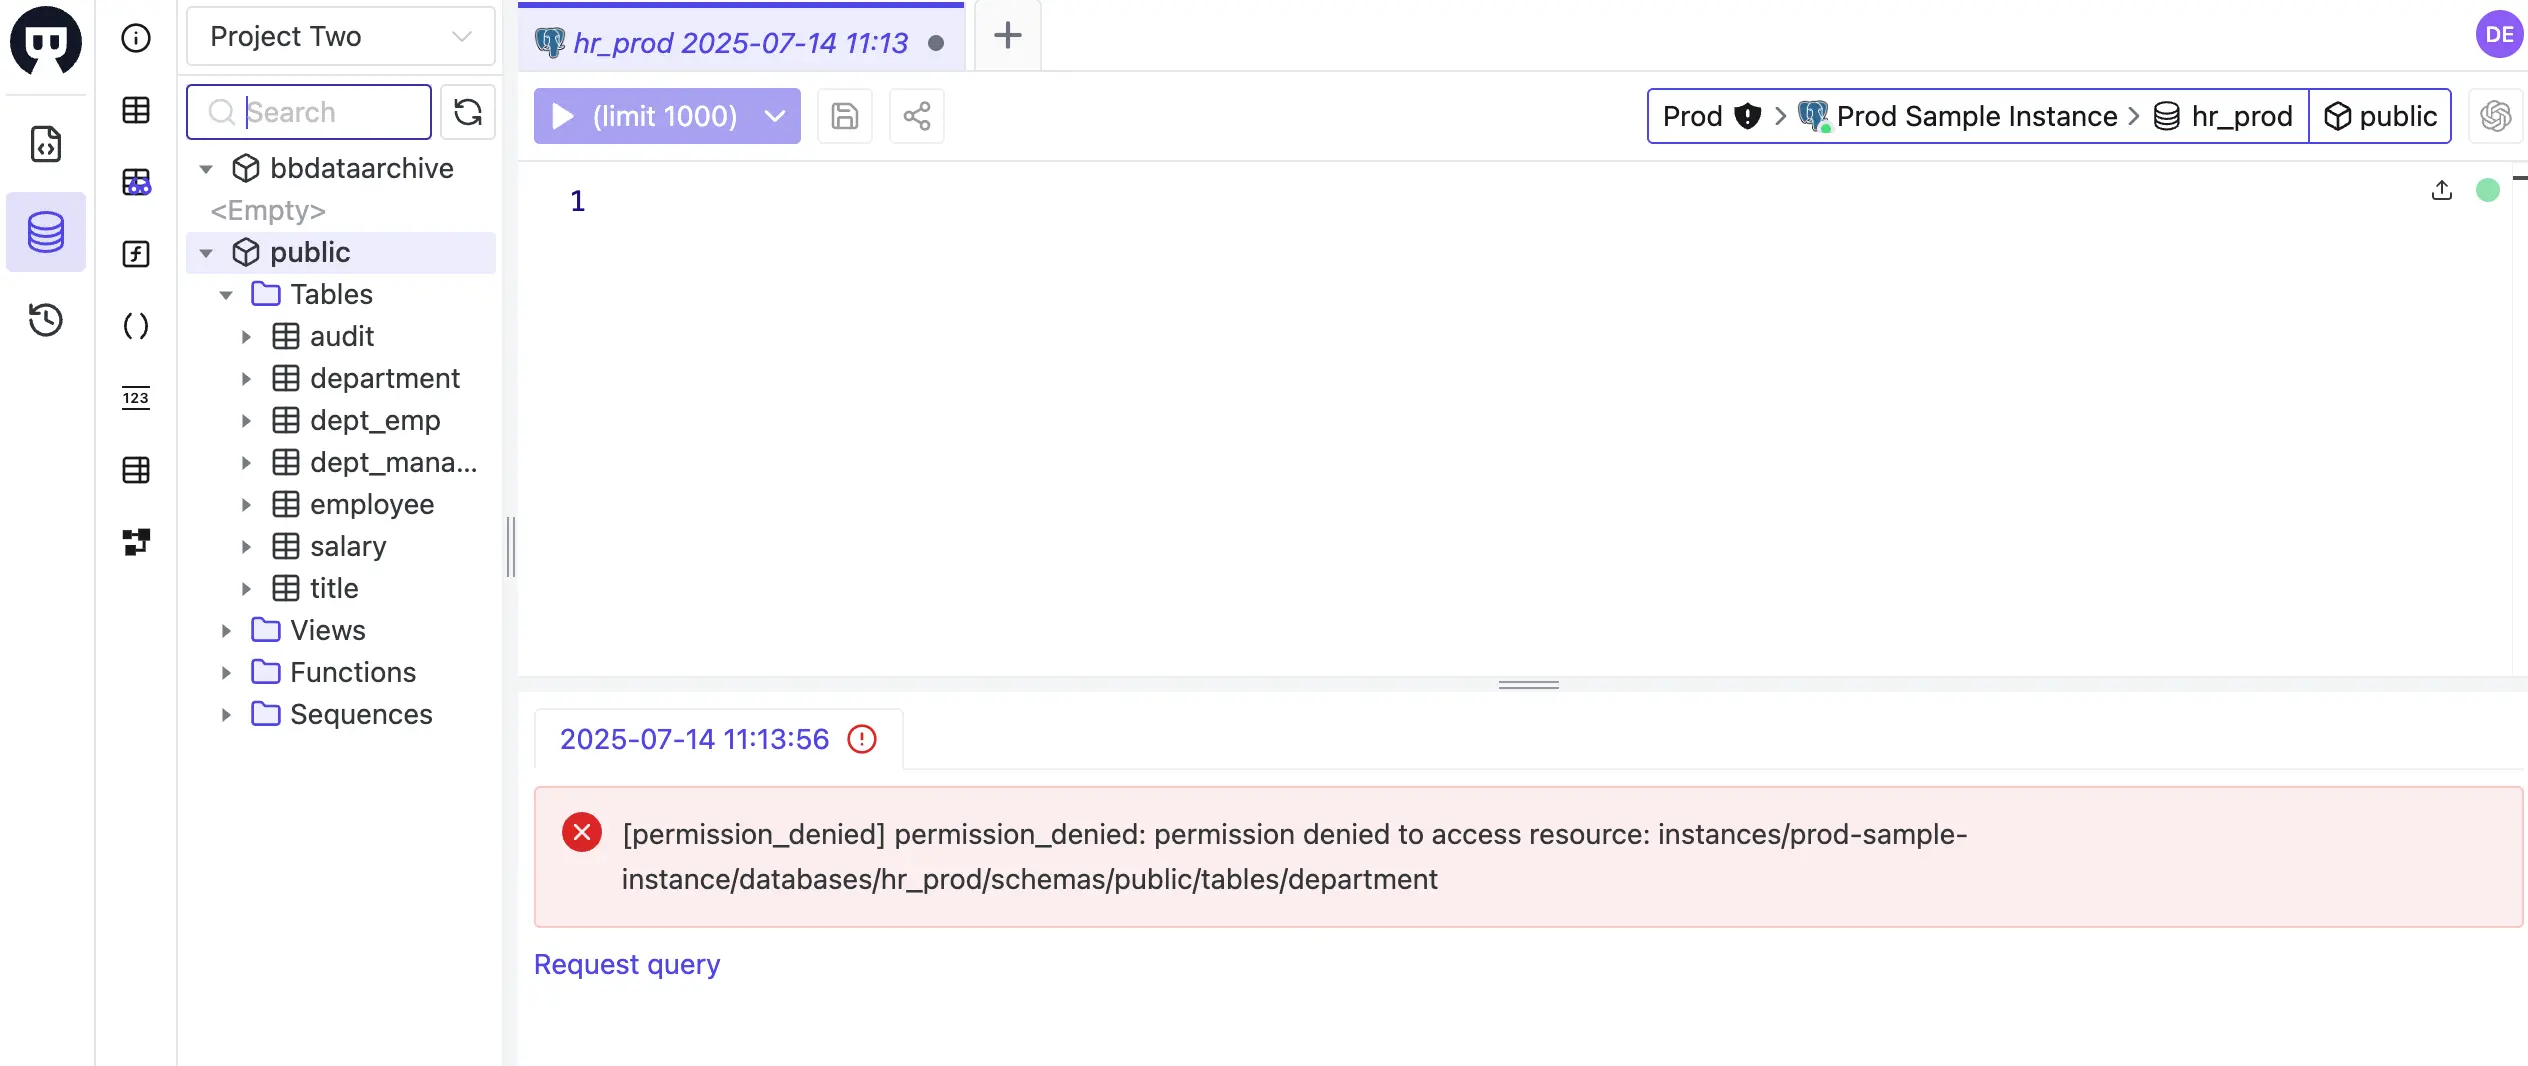 Project Two
hr_prod 2025-07-14 11:13
DE
Search
(limit 1000)
Prod
Prod Sample Instance
hr_prod
public
bbdataarchive
<Empty>
public
Tables
audit
department
dept_emp
dept_mana...
employee
salary
title
Views
Functions
Sequences
123
1
2025-07-14 11:13:56
[permission_denied] permission_denied: permission denied to access resource: instances/prod-sample-
instance/databases/hr_prod/schemas/public/tables/department
Request query